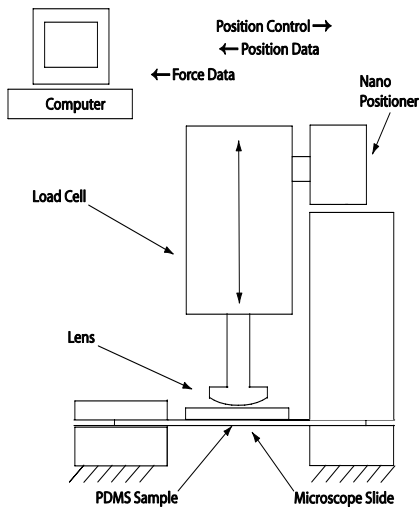 Position Control →
← Position Data
← Force Data
Computer
Nano
Positioner
Load Cell
Lens
PDMS Sample
Microscope Slide